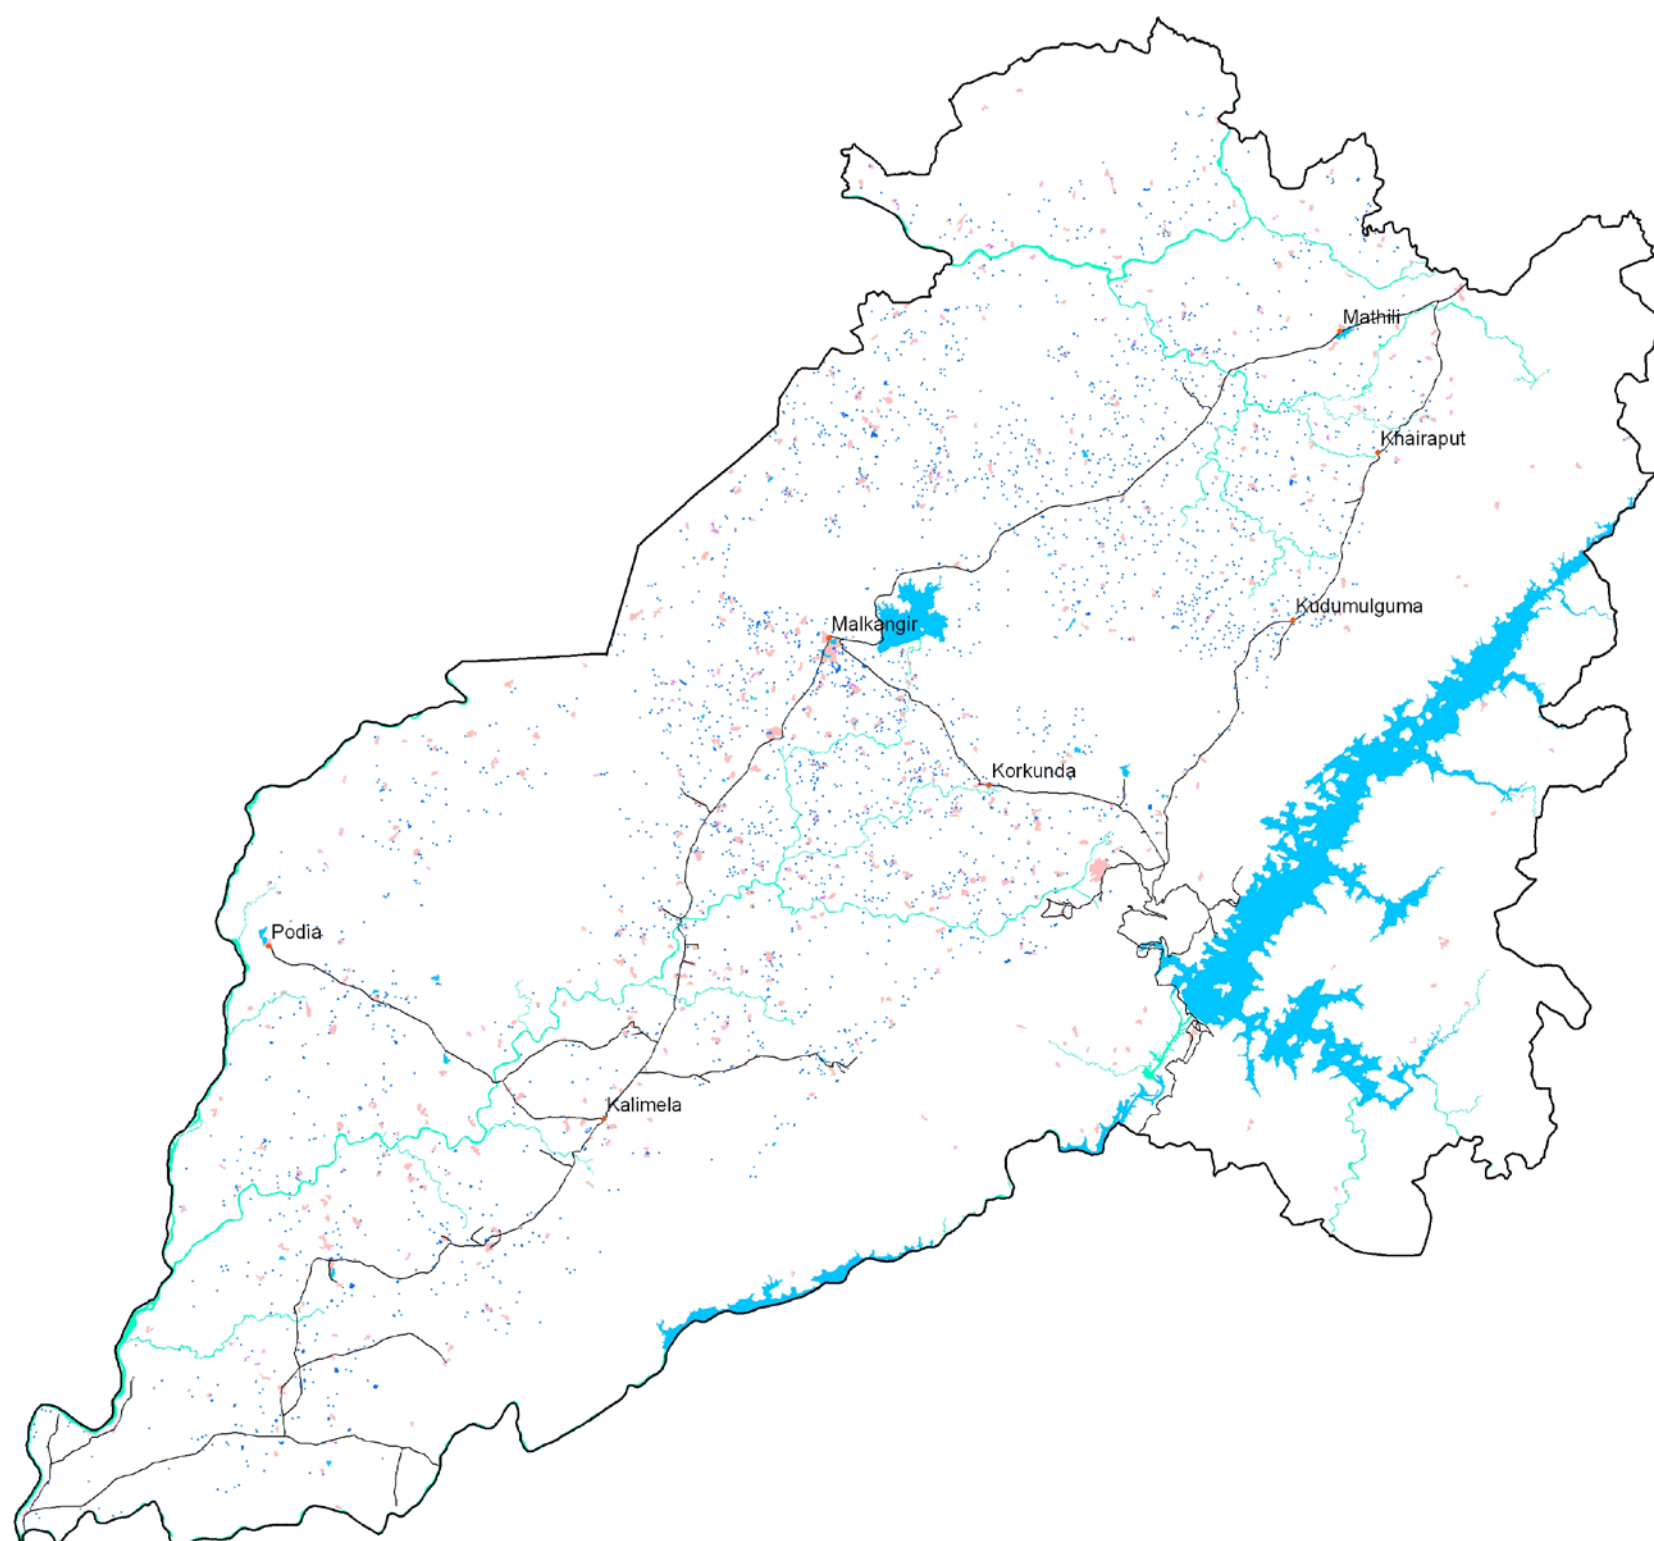 Mathili
Khairaput
Kudumulguma
Malkangir
Korkunda
Podia
Kalimela